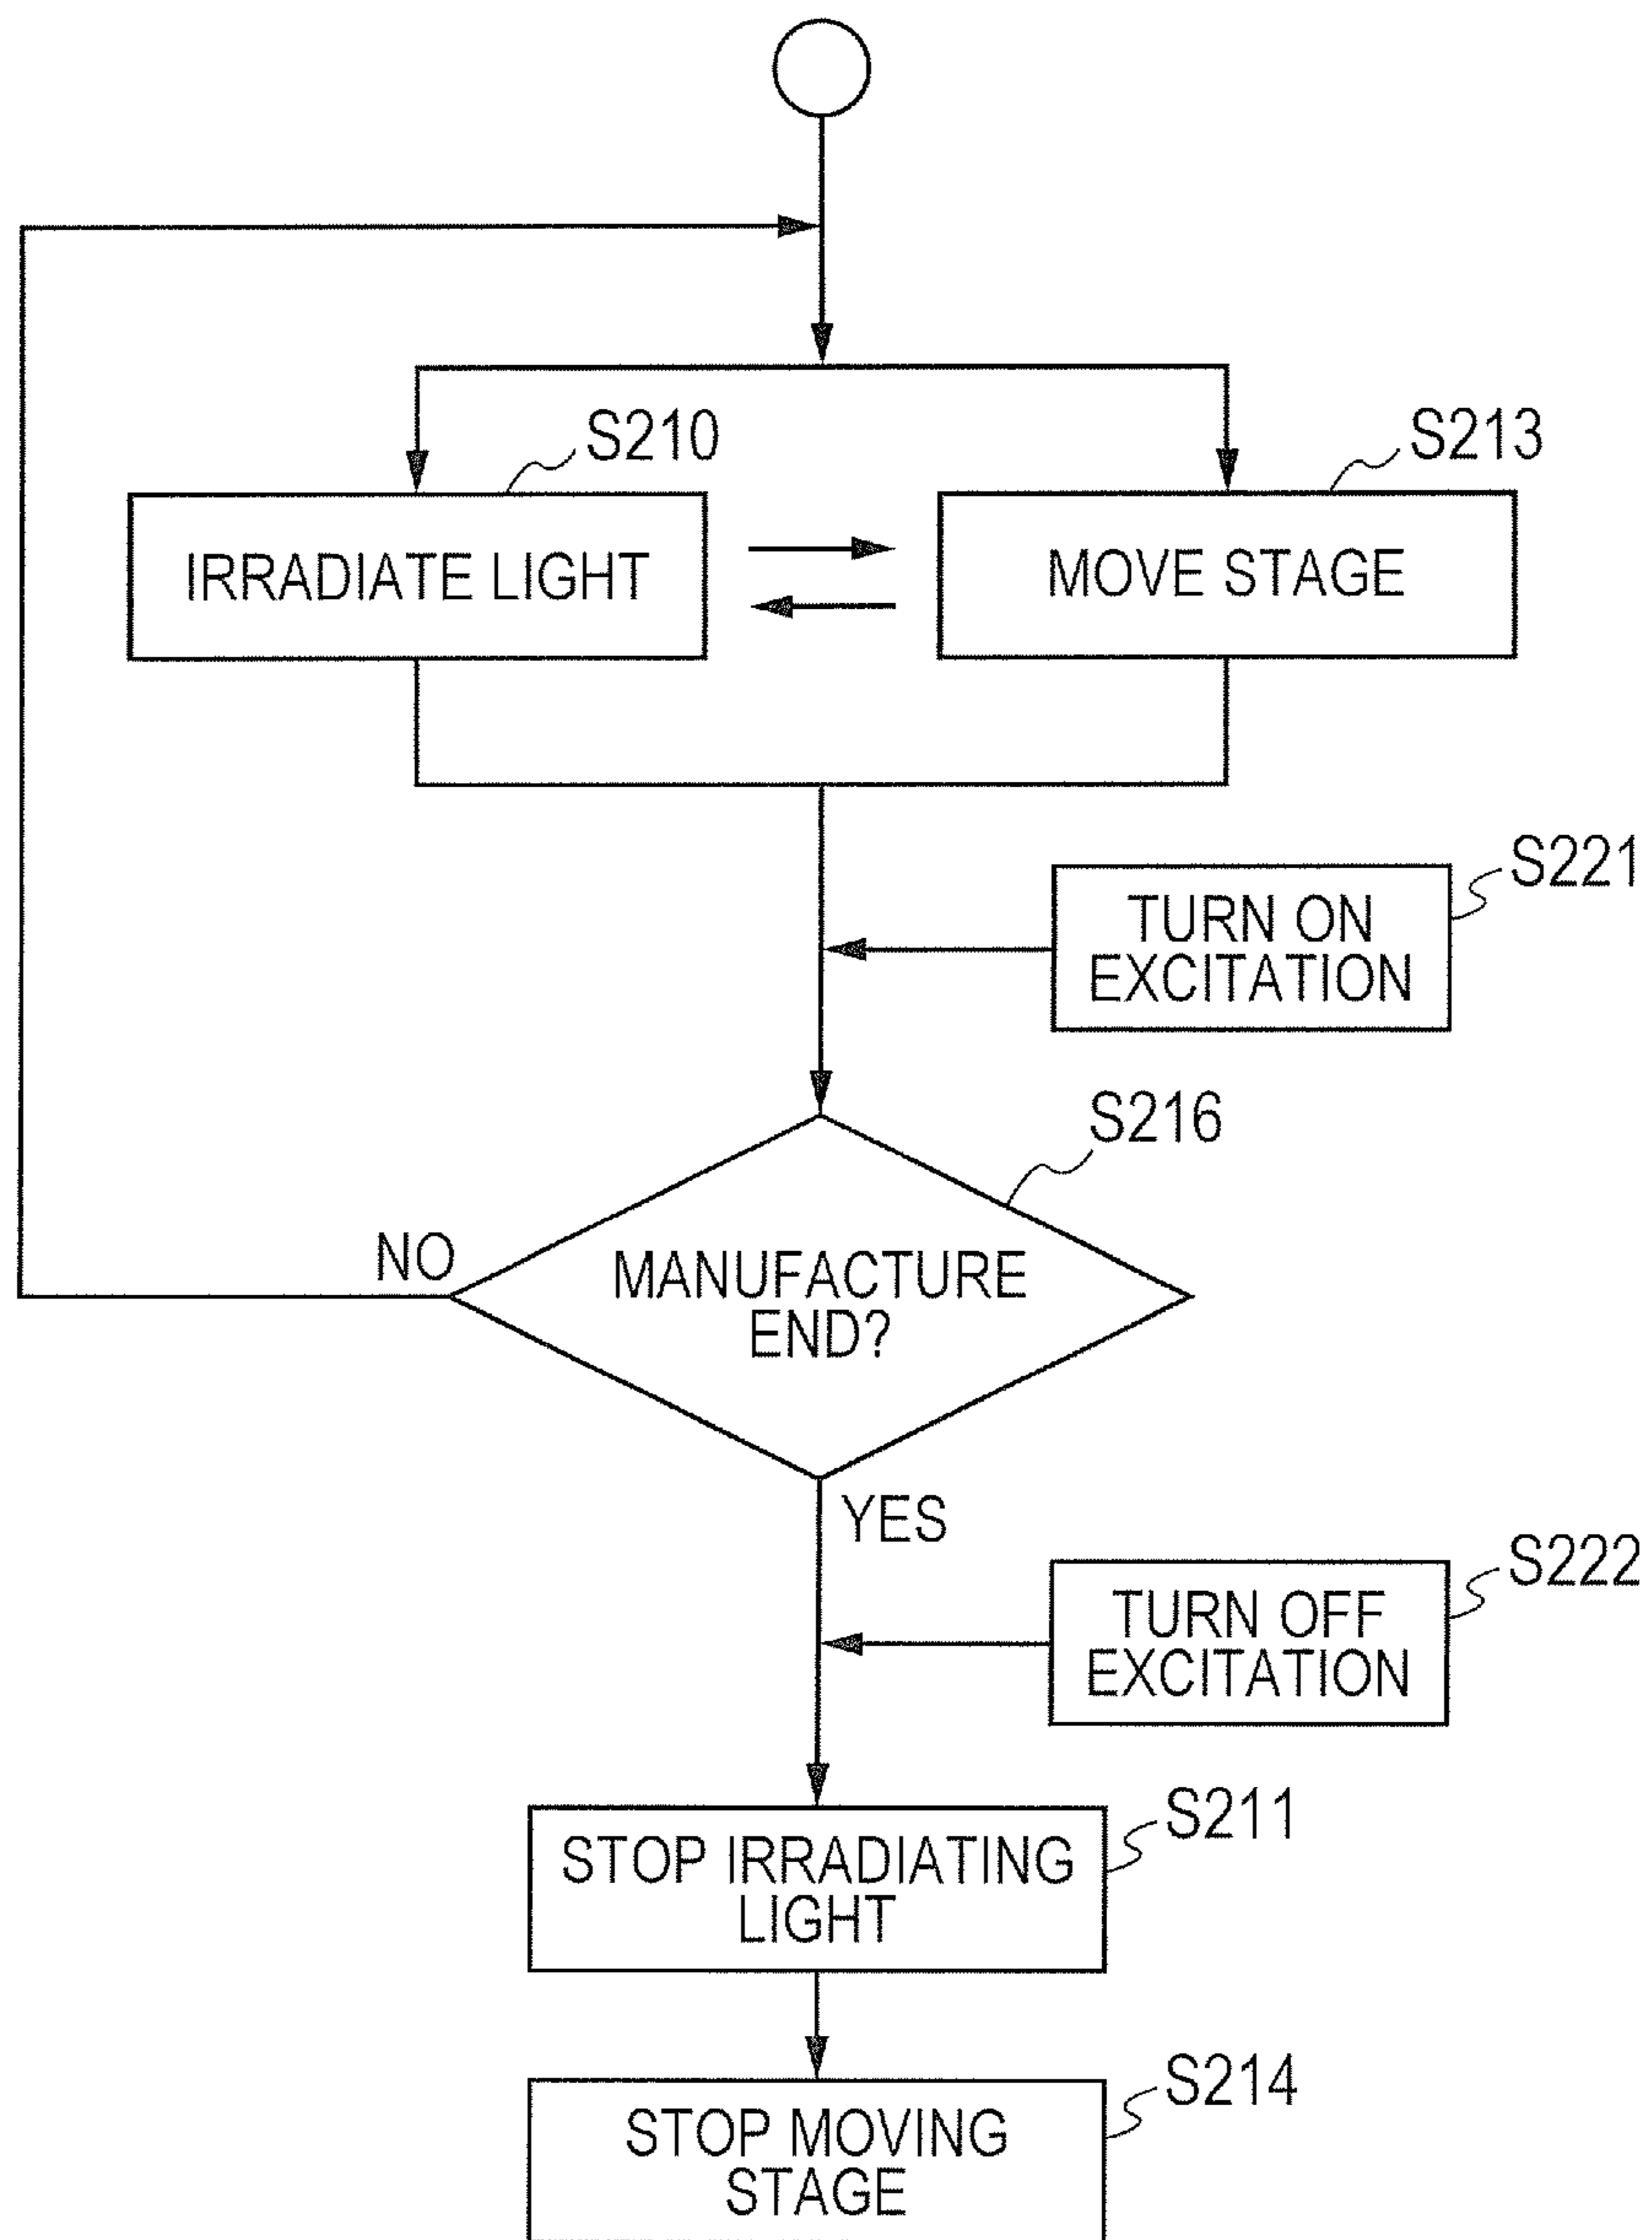 S210
S213
IRRADIATE LIGHT
MOVE STAGE
S221
TURN ON
EXCITATION
S216
NO
MANUFACTURE
END?
YES
S222
TURN OFF
EXCITATION
S211
STOP IRRADIATING
LIGHT
S214
STOP MOVING
STAGE